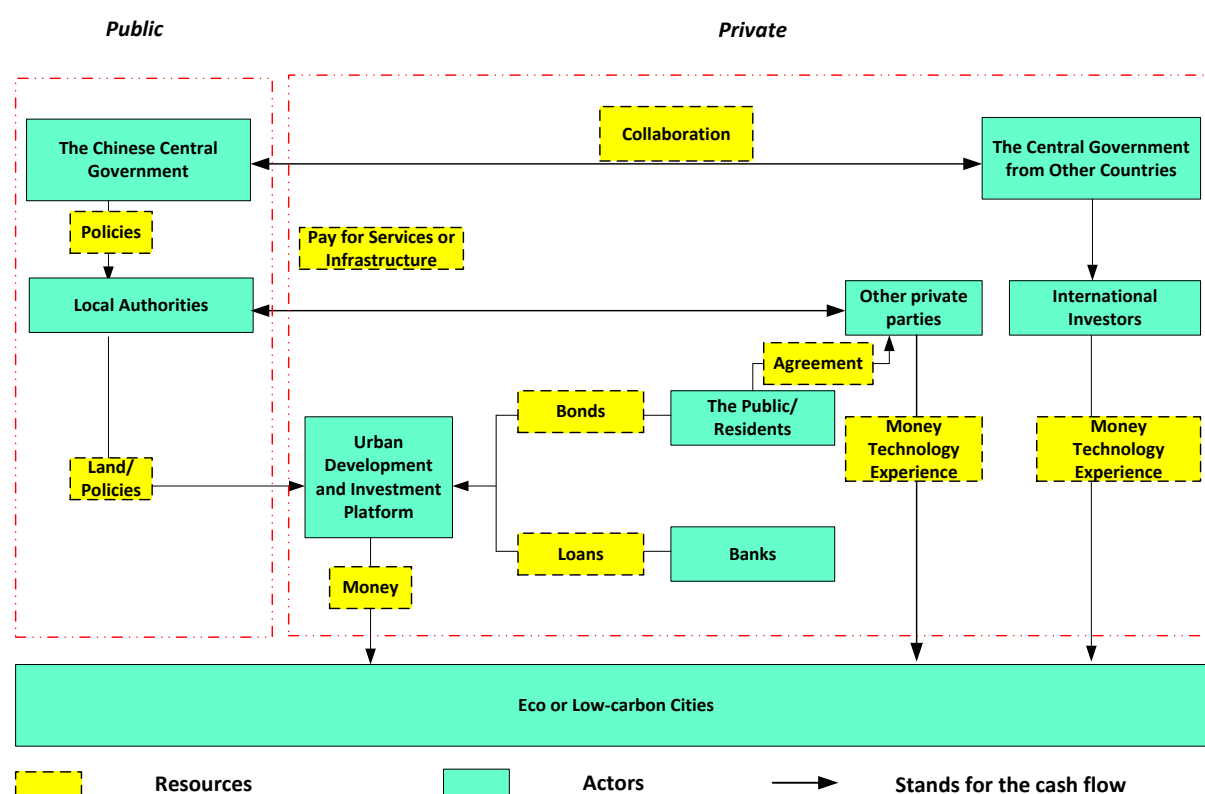 Public
Private
Collaboration
The Chinese Central
Government
The Central Government
from Other Countries
Policies
Pay for Services or
Infrastructure
Local Authorities
Other private
parties
International
Investors
Agreement
Bonds
The Public/
Residents
Money
Technology
Experience
Money
Technology
Experience
Urban
Development
and Investment
Platform
Land/
Policies
Loans
Banks
Money
Eco or Low-carbon Cities
Resources
Actors
Stands for the cash flow